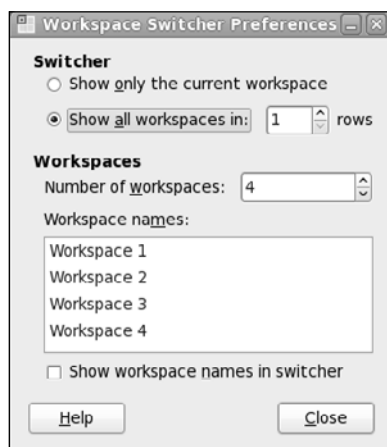 Workspace Switcher Preferences
Switcher
Show only the current workspace
Show all workspaces in: 1 rows
Workspaces
Number of workspaces: 4
Workspace names:
Workspace 1
Workspace 2
Workspace 3
Workspace 4
Show workspace names in switcher
Help Close